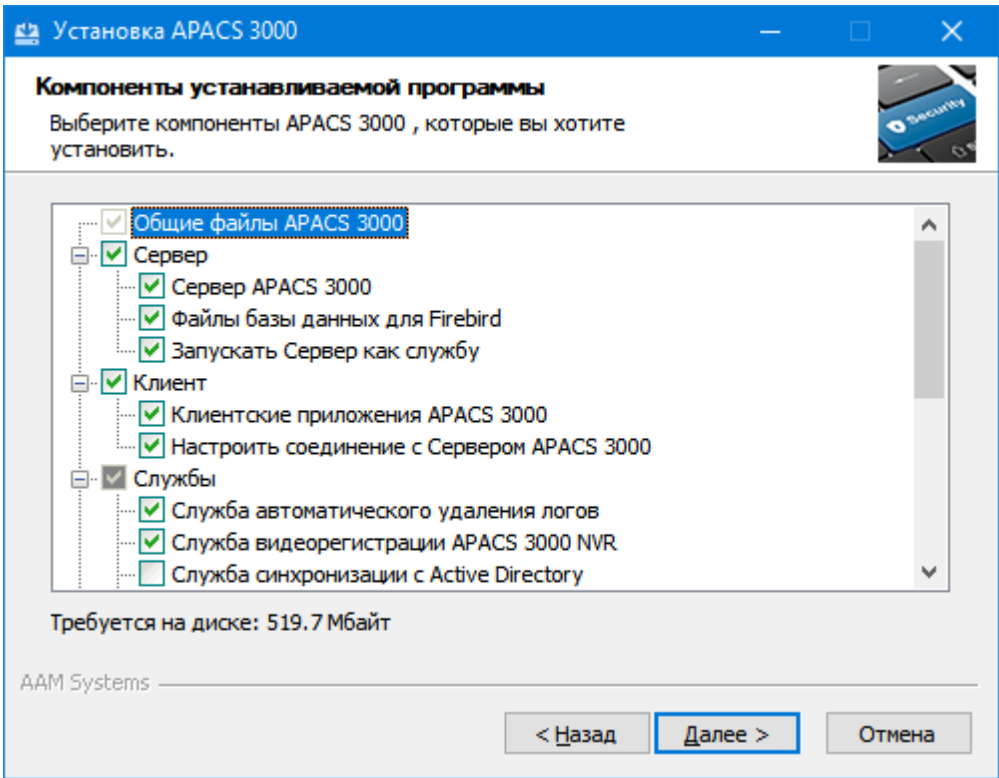 Установка APACS 3000
Компоненты устанавливаемой программы
Выберите компоненты APACS 3000 , которые вы хотите
установить.
Security
Общие файлы APACS 3000
Сервер
Сервер APACS 3000
Файлы базы данных для Firebird
Запускать Сервер как службу
Клиент
Клиентские приложения APACS 3000
Настроить соединение с Сервером APACS 3000
Службы
Служба автоматического удаления логов
Служба видеорегистрации APACS 3000 NVR
Служба синхронизации с Active Directory
Требуется на диске: 519.7 Мбайт
AAM Systems
< Назад
Далее >
Отмена